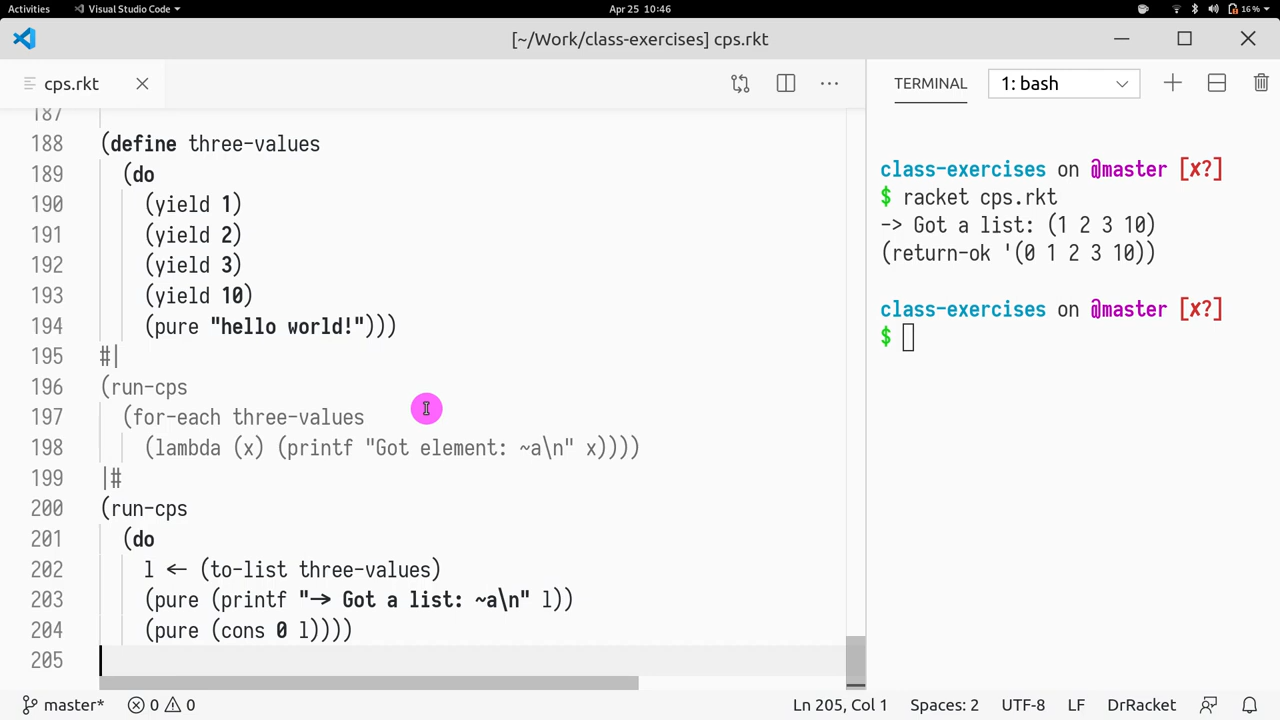 Activities Visual Studio Code Apr 25 10:46 16%
[~/Work/class-exercises] cps.rkt
cps.rkt
187
188 (define three-values
189 (do
190 (yield 1)
191 (yield 2)
192 (yield 3)
193 (yield 10)
194 (pure "hello world!")))
195 #|
196 (run-cps
197 (for-each three-values
198 (lambda (x) (printf "Got element: ~a\n" x))))
199 |#
200 (run-cps
201 (do
202 l ← (to-list three-values)
203 (pure (printf "→ Got a list: ~a\n" l))
204 (pure (cons 0 l))))
205
TERMINAL 1: bash
class-exercises on @master [✗?]
$ racket cps.rkt
-> Got a list: (1 2 3 10)
(return-ok '(0 1 2 3 10))
class-exercises on @master [✗?]
$
master* 0 0 Ln 205, Col 1 Spaces: 2 UTF-8 LF DrRacket